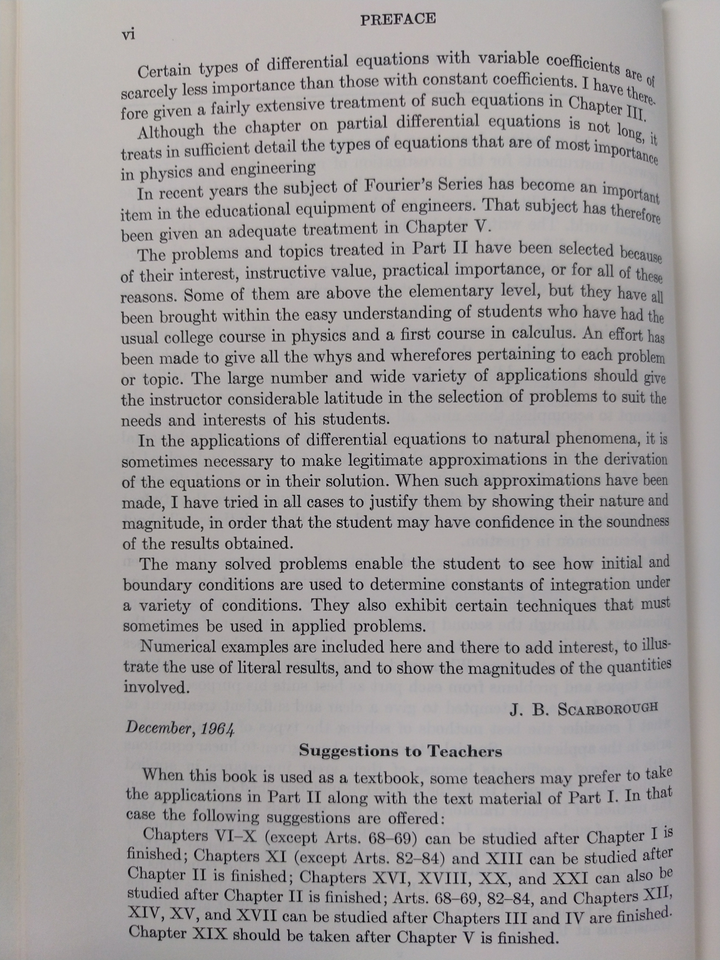 vi
PREFACE
Certain types of differential equations with variable coefficients are of
scarcely less importance than those with constant coefficients. I have there-
fore given a fairly extensive treatment of such equations in Chapter III.
Although the chapter on partial differential equations is not long, it
treats in sufficient detail the types of equations that are of most importance
in physics and engineering
In recent years the subject of Fourier's Series has become an important
item in the educational equipment of engineers. That subject has therefore
been given an adequate treatment in Chapter V.
The problems and topics treated in Part II have been selected because
of their interest, instructive value, practical importance, or for all of these
reasons. Some of them are above the elementary level, but they have all
been brought within the easy understanding of students who have had the
usual college course in physics and a first course in calculus. An effort has
been made to give all the whys and wherefores pertaining to each problem
or topic. The large number and wide variety of applications should give
the instructor considerable latitude in the selection of problems to suit the
needs and interests of his students.
In the applications of differential equations to natural phenomena, it is
sometimes necessary to make legitimate approximations in the derivation
of the equations or in their solution. When such approximations have been
made, I have tried in all cases to justify them by showing their nature and
magnitude, in order that the student may have confidence in the soundness
of the results obtained.
The many solved problems enable the student to see how initial and
boundary conditions are used to determine constants of integration under
a variety of conditions. They also exhibit certain techniques that must
sometimes be used in applied problems.
Numerical examples are included here and there to add interest, to illus-
trate the use of literal results, and to show the magnitudes of the quantities
involved.
J. B. SCARBOROUGH
December, 1964
Suggestions to Teachers
When this book is used as a textbook, some teachers may prefer to take
the applications in Part II along with the text material of Part I. In that
case the following suggestions are offered:
Chapters VI–X (except Arts. 68–69) can be studied after Chapter I is
finished; Chapters XI (except Arts. 82–84) and XIII can be studied after
Chapter II is finished; Chapters XVI, XVIII, XX, and XXI can also be
studied after Chapter II is finished; Arts. 68–69, 82–84, and Chapters XII,
XIV, XV, and XVII can be studied after Chapters III and IV are finished.
Chapter XIX should be taken after Chapter V is finished.